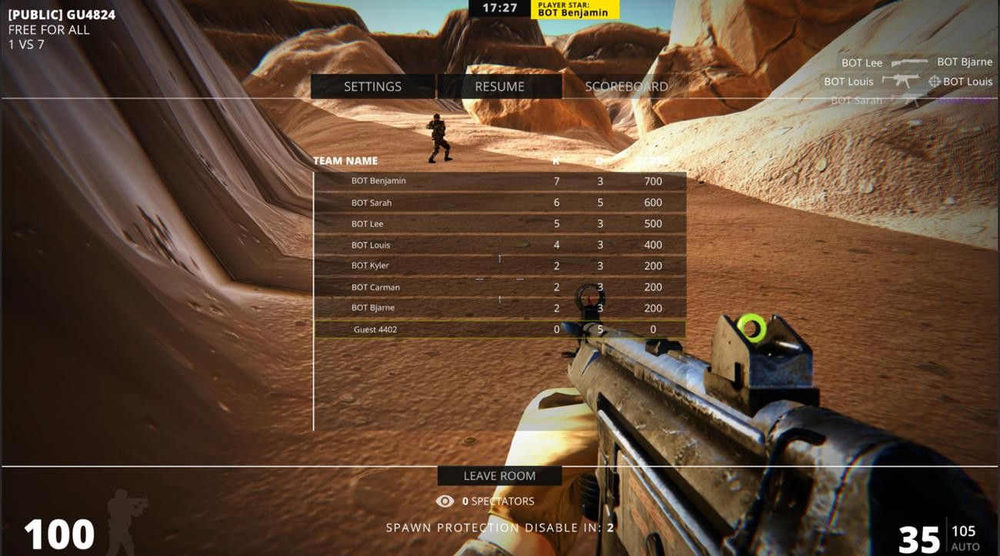 [PUBLIC] GU4824
FREE FOR ALL
1 VS 7
17:27
PLAYER STAR:
BOT Benjamin
BOT Lee BOT Bjarne
BOT Louis BOT Louis
BOT Sarah Guest 4402
SETTINGS RESUME SCOREBOARD
TEAM NAME K D SCORE
BOT Benjamin 7 3 700
BOT Sarah 6 5 600
BOT Lee 5 3 500
BOT Louis 4 3 400
BOT Kyler 2 3 200
BOT Carman 2 3 200
BOT Bjarne 2 3 200
Guest 4402 0 5 0
LEAVE ROOM
0 SPECTATORS
SPAWN PROTECTION DISABLE IN: 2
100
35 105
AUTO